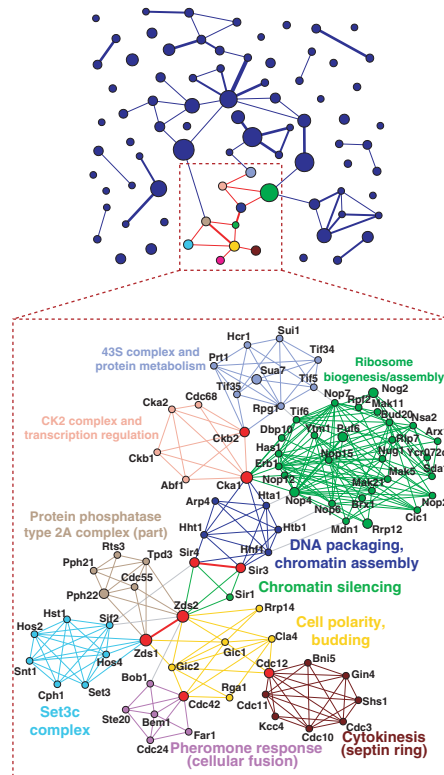 Hcr1
Sui1
Tif34
43S complex and
protein metabolism
Prt1
Sua7
Tif35
Tif5
Rpg1
Ribosome
biogenesis/assembly
Nog2
Nop7
Rpf2
Mak11
Bud20
Nsa2
Tif6
Ytm1
Puf6
Rlp7
Dbp10
Has1
Nop15
Nug1
Ycr072c
Erb1
Mak5
Nop12
Mak21
Nop4
Brx1
Nop6
Cic1
Mdn1
Rrp12
Cka2
Cdc68
CK2 complex and
transcription regulation
Ckb2
Ckb1
Abf1
Cka1
Arp4
Hta1
Hht1
Htb1
Hhf1
DNA packaging,
chromatin assembly
Protein phosphatase
type 2A complex (part)
Rts3
Tpd3
Pph21
Cdc55
Pph22
Sir4
Sir3
Chromatin silencing
Sir1
Zds2
Rrp14
Cell polarity,
budding
Hst1
Hos2
Sif2
Zds1
Gic1
Cla4
Hos4
Gic2
Cdc12
Bni5
Snt1
Bob1
Gin4
Cph1
Set3
Rga1
Cdc11
Shs1
Set3c
complex
Cdc42
Ste20
Bem1
Kcc4
Cdc3
Cdc24
Far1
Cdc10
Cytokinesis
(septin ring)
Pheromone response
(cellular fusion)